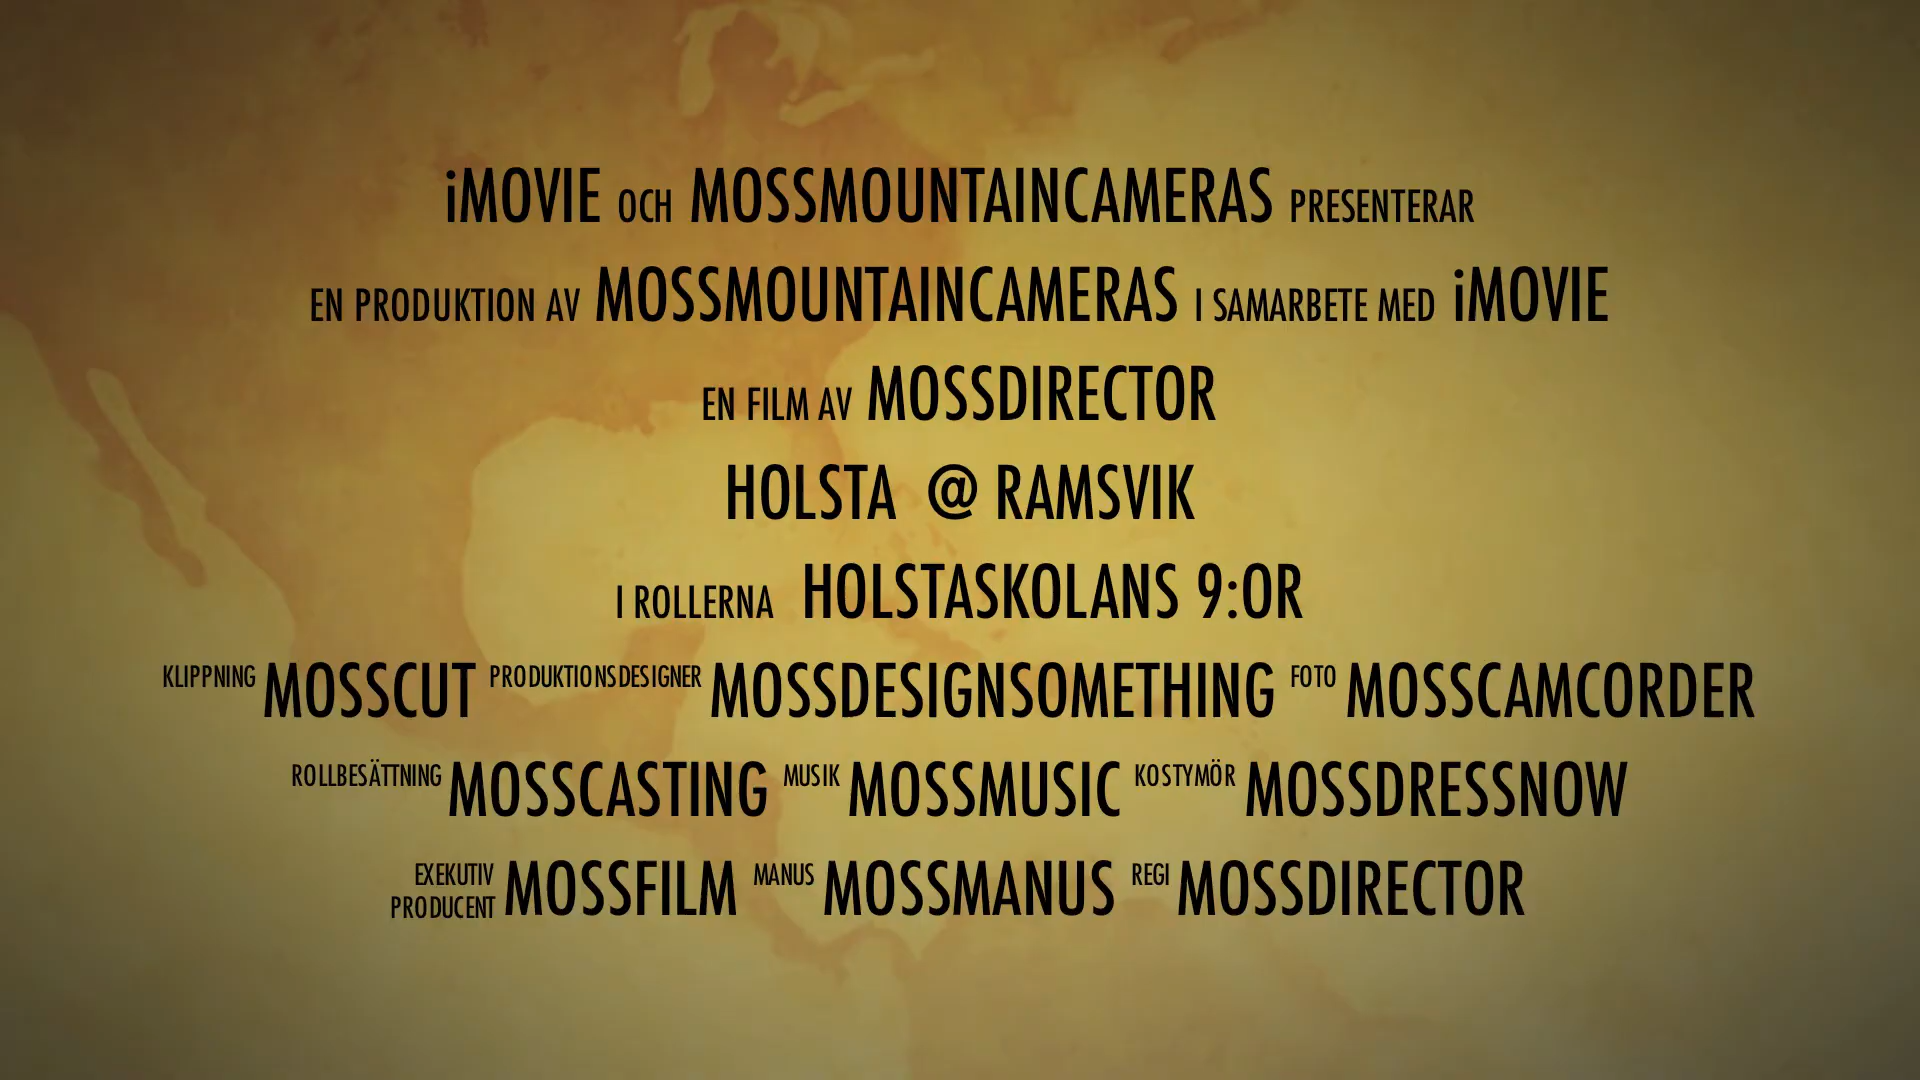 iMOVIE OCH MOSSMOUNTAINCAMERAS PRESENTERAR
EN PRODUKTION AV MOSSMOUNTAINCAMERAS I SAMARBETE MED iMOVIE
EN FILM AV MOSSDIRECTOR
HOLSTA @ RAMSVIK
I ROLLERNA HOLSTASKOLANS 9:OR
KLIPPNING MOSSCUT PRODUKTIONSDESIGNER MOSSDESIGNSOMETHING FOTO MOSSCAMCORDER
ROLLBESÄTTNING MOSSCASTING MUSIK MOSSMUSIC KOSTYMÖR MOSSDRESSNOW
EXEKUTIV PRODUCENT MOSSFILM MANUS MOSSMANUS REGI MOSSDIRECTOR